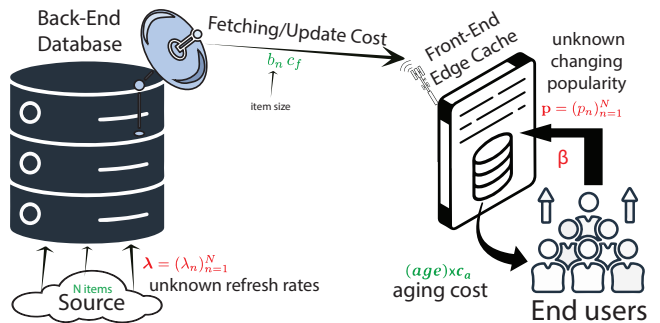 Back-End
Database
Fetching/Update Cost
b_n c_f
item size
Front-End
Edge Cache
unknown
changing
popularity
p = (p_n)_{n=1}^N
β
λ = (λ_n)_{n=1}^N
unknown refresh rates
N items
Source
(age)×c_a
aging cost
End users